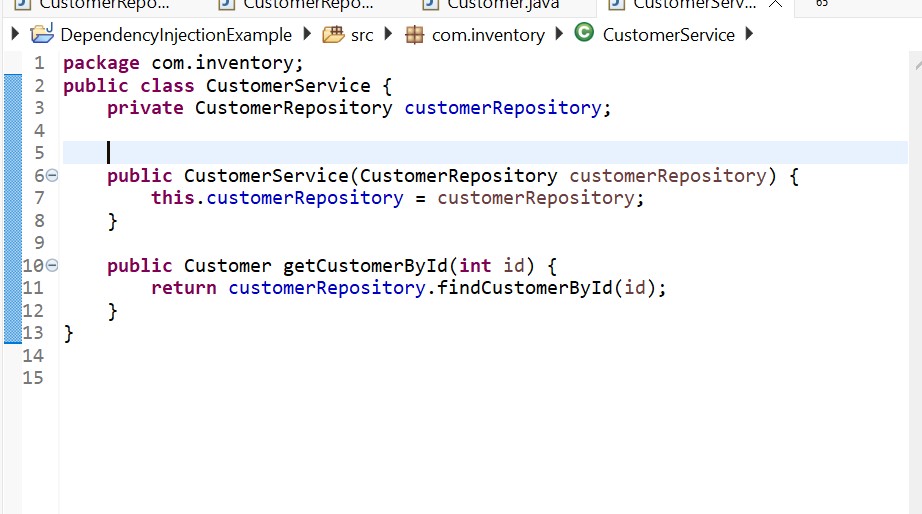 CustomerRepo... CustomerRepo... Customer.java CustomerServ...
DependencyInjectionExample src com.inventory CustomerService
1 package com.inventory;
2 public class CustomerService {
3     private CustomerRepository customerRepository;
4
5
6     public CustomerService(CustomerRepository customerRepository) {
7         this.customerRepository = customerRepository;
8     }
9
10     public Customer getCustomerById(int id) {
11         return customerRepository.findCustomerById(id);
12     }
13 }
14
15